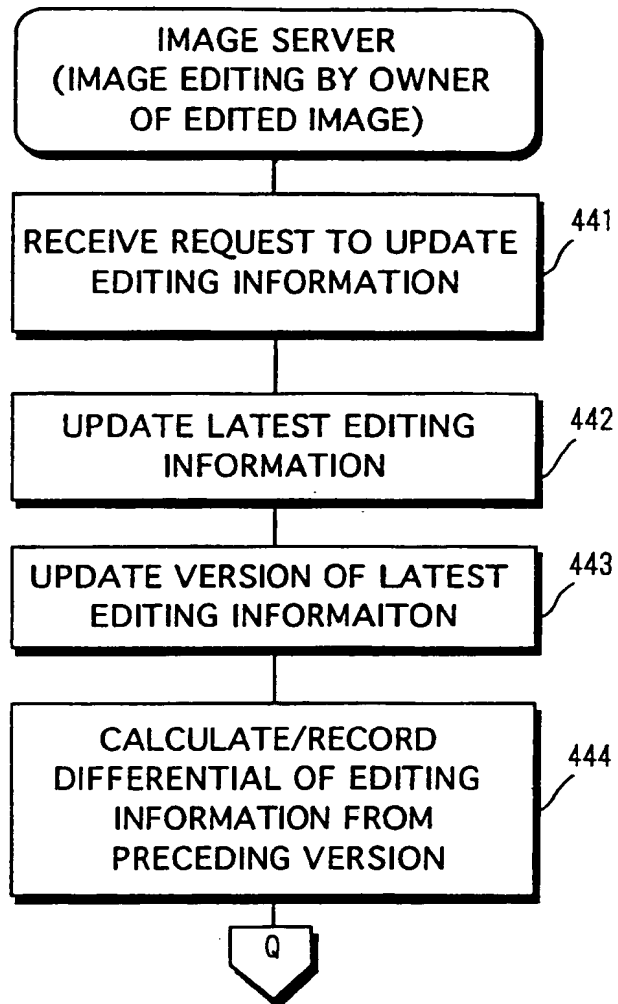 IMAGE SERVER
(IMAGE EDITING BY OWNER
OF EDITED IMAGE)
RECEIVE REQUEST TO UPDATE
EDITING INFORMATION
441
UPDATE LATEST EDITING
INFORMATION
442
UPDATE VERSION OF LATEST
EDITING INFORMAITON
443
CALCULATE/RECORD
DIFFERENTIAL OF EDITING
INFORMATION FROM
PRECEDING VERSION
444
Q